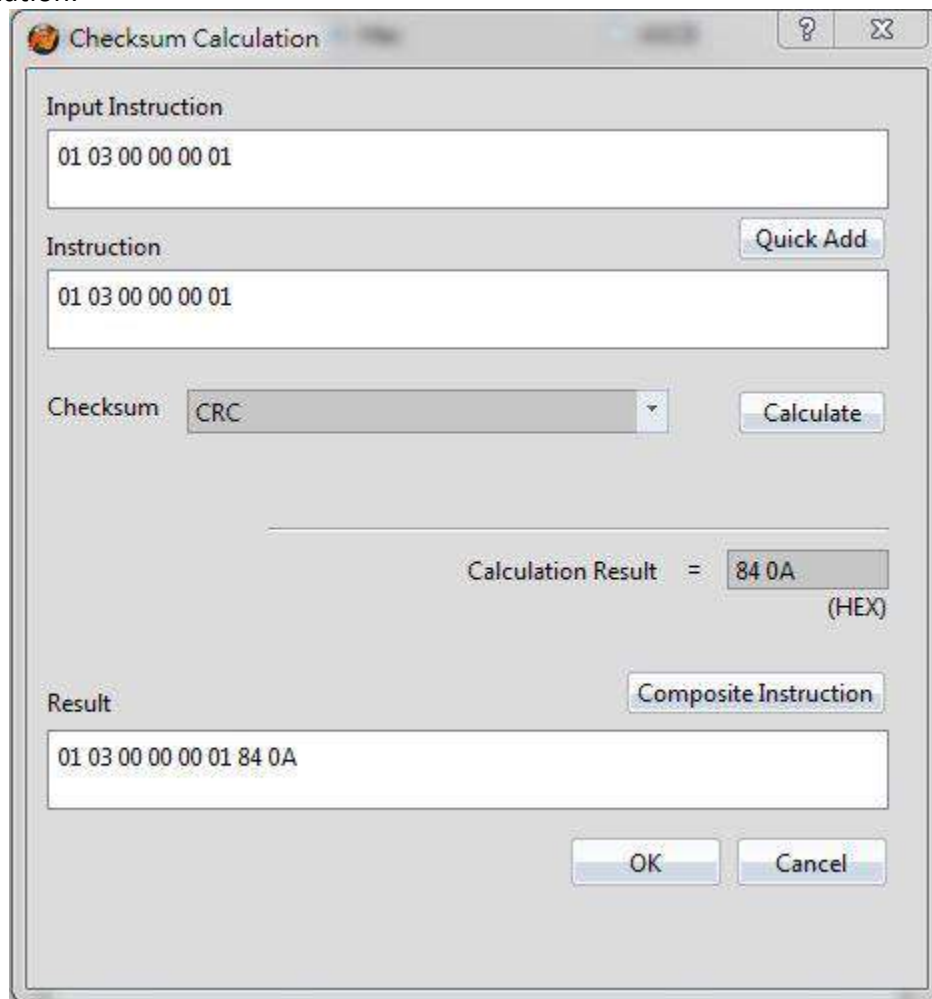 Checksum Calculation
Input Instruction
01 03 00 00 00 01
Quick Add
Instruction
01 03 00 00 00 01
Checksum CRC Calculate
Calculation Result = 84 0A
(HEX)
Composite Instruction
Result
01 03 00 00 00 01 84 0A
OK Cancel